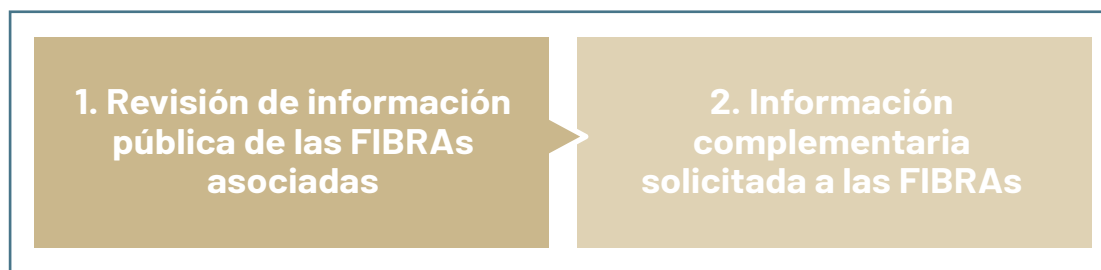 1. Revisión de información
pública de las FIBRAs
asociadas
2. Información
complementaria
solicitada a las FIBRAs